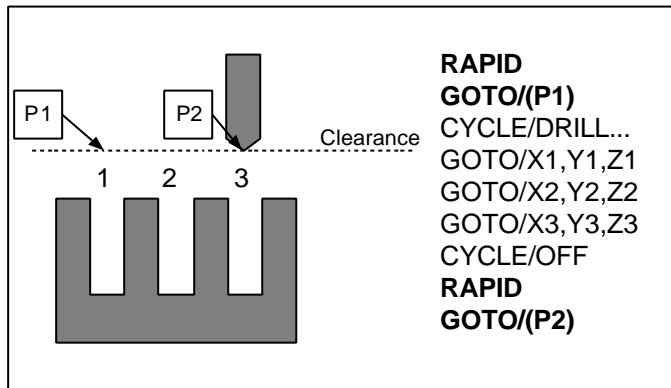 P1
P2
Clearance
1 2 3
RAPID
GOTO/(P1)
CYCLE/DRILL...
GOTO/X1,Y1,Z1
GOTO/X2,Y2,Z2
GOTO/X3,Y3,Z3
CYCLE/OFF
RAPID
GOTO/(P2)